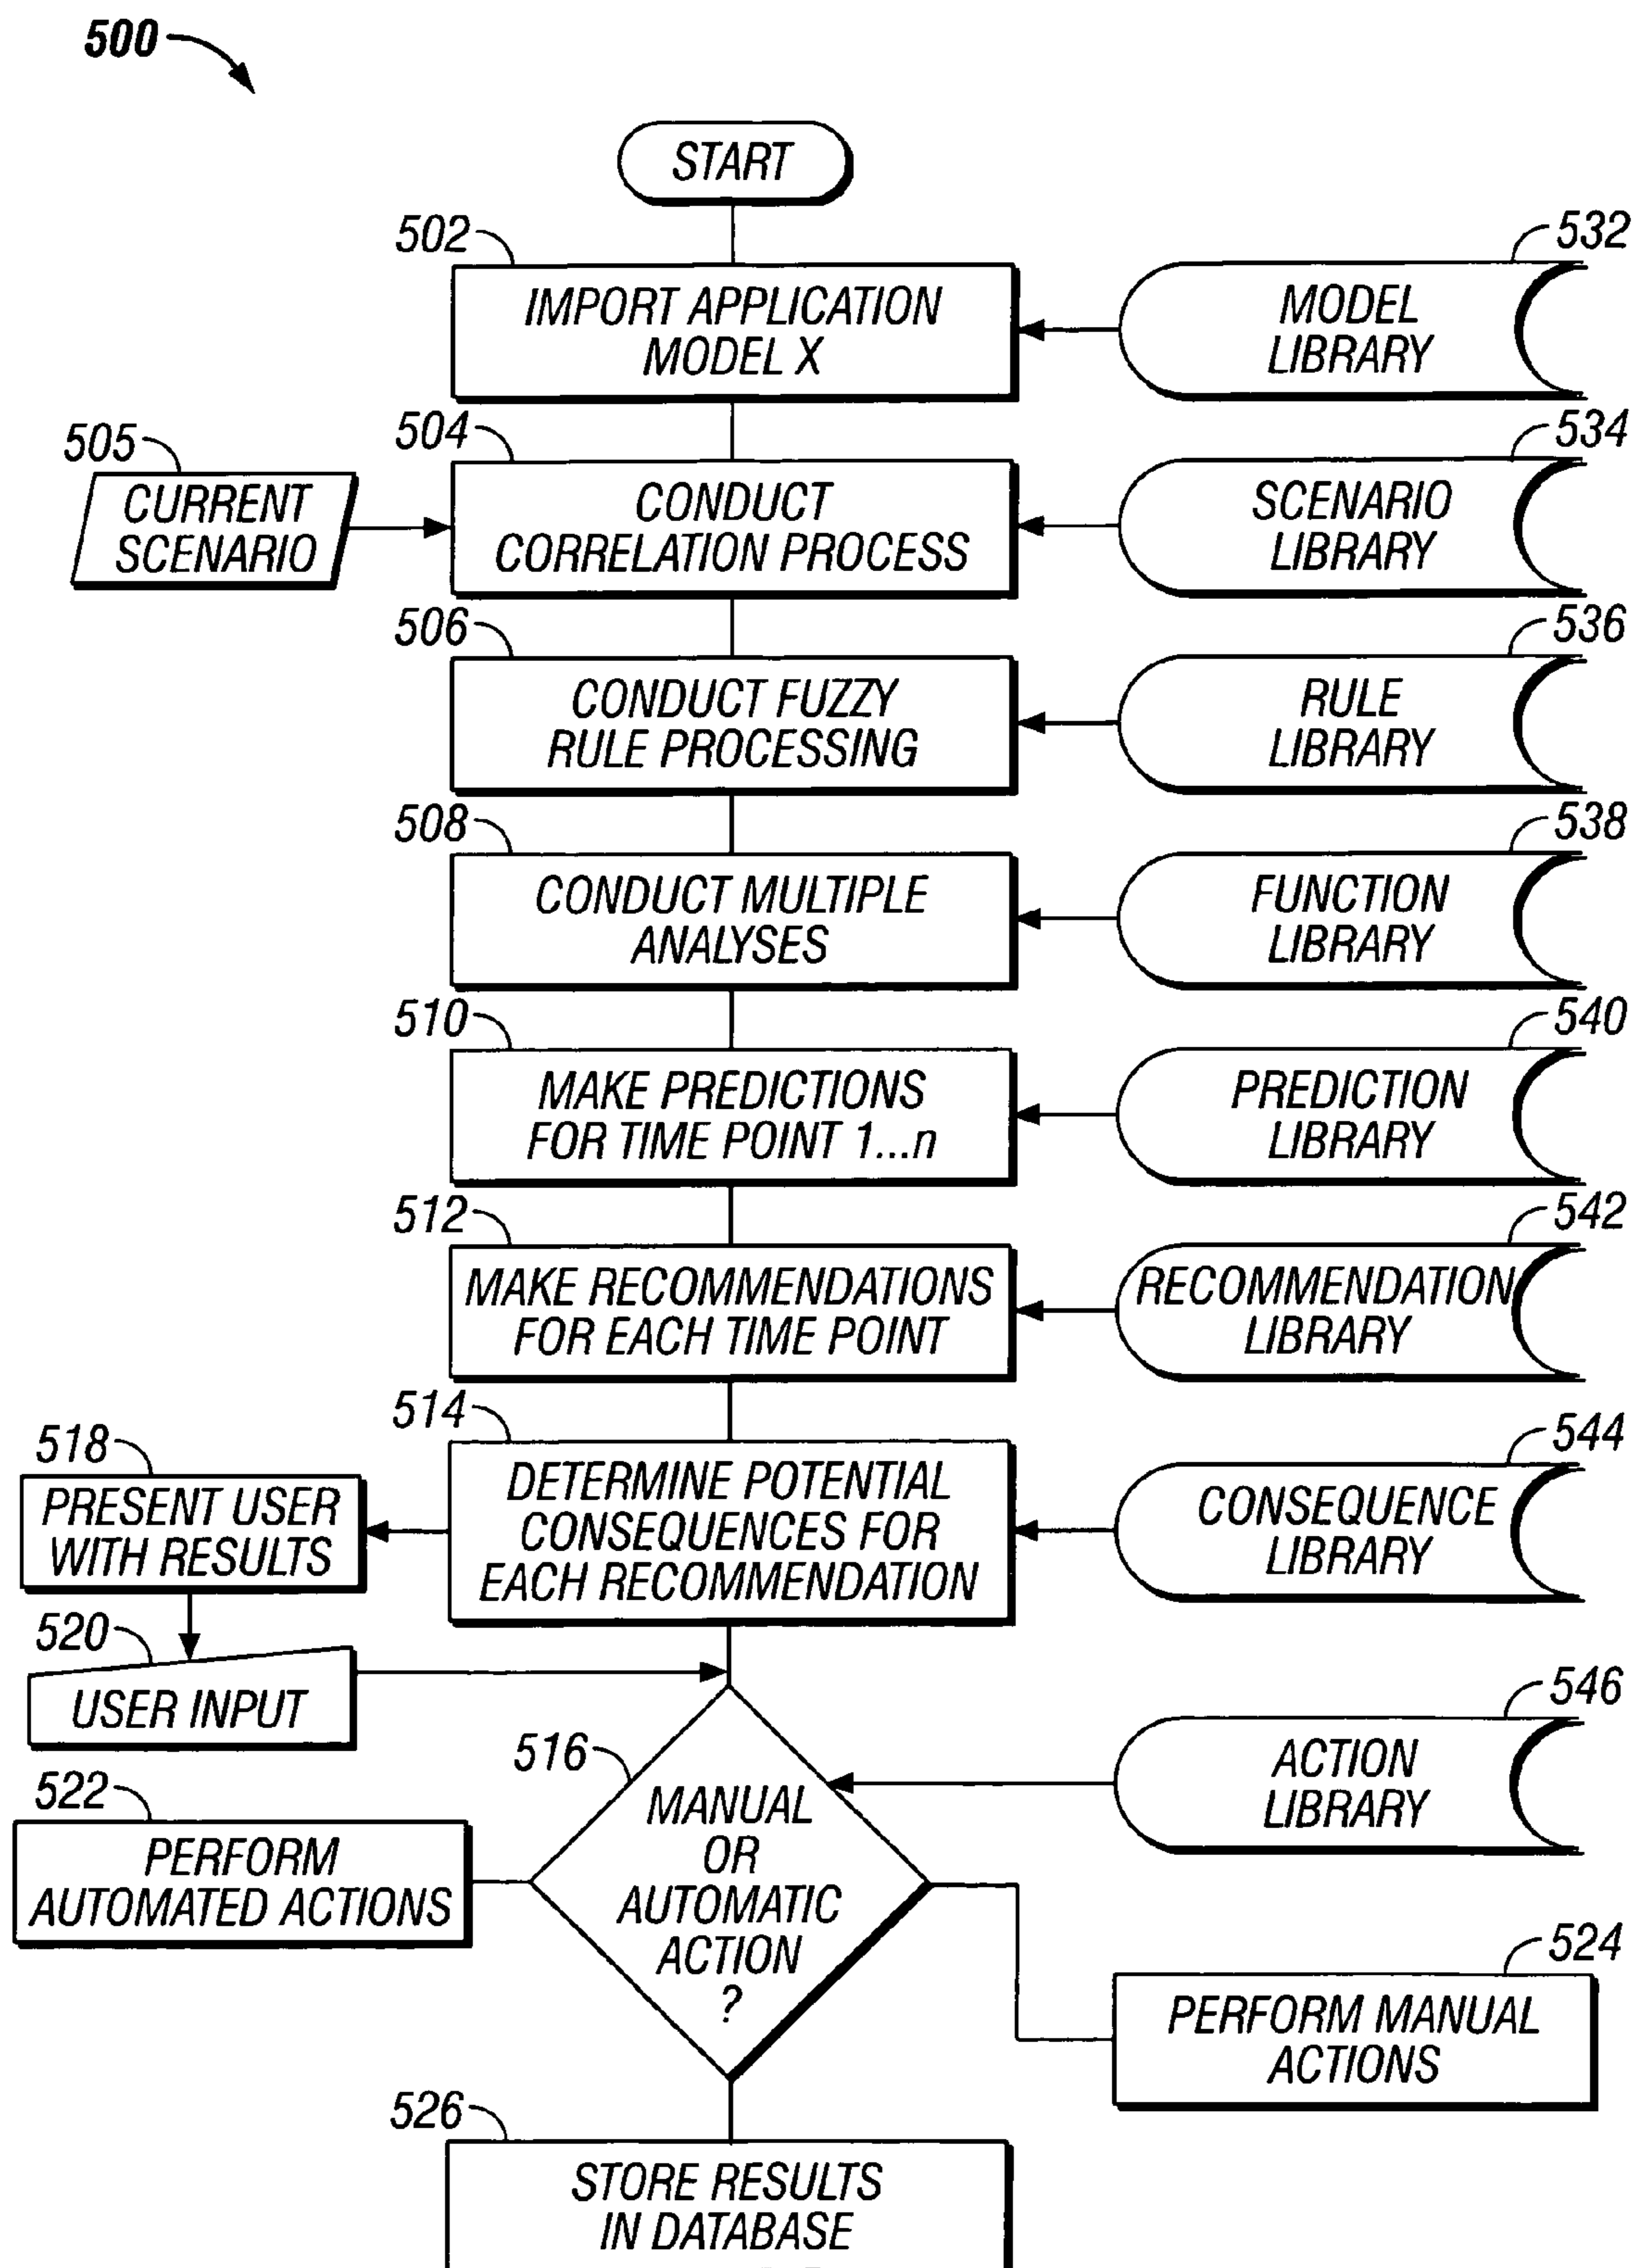 500
START
502
IMPORT APPLICATION
MODEL X
532
MODEL
LIBRARY
505
CURRENT
SCENARIO
504
CONDUCT
CORRELATION PROCESS
534
SCENARIO
LIBRARY
506
CONDUCT FUZZY
RULE PROCESSING
536
RULE
LIBRARY
508
CONDUCT MULTIPLE
ANALYSES
538
FUNCTION
LIBRARY
510
MAKE PREDICTIONS
FOR TIME POINT 1...n
540
PREDICTION
LIBRARY
512
MAKE RECOMMENDATIONS
FOR EACH TIME POINT
542
RECOMMENDATION
LIBRARY
514
DETERMINE POTENTIAL
CONSEQUENCES FOR
EACH RECOMMENDATION
544
CONSEQUENCE
LIBRARY
518
PRESENT USER
WITH RESULTS
520
USER INPUT
516
MANUAL
OR
AUTOMATIC
ACTION
?
546
ACTION
LIBRARY
522
PERFORM
AUTOMATED ACTIONS
524
PERFORM MANUAL
ACTIONS
526
STORE RESULTS
IN DATABASE